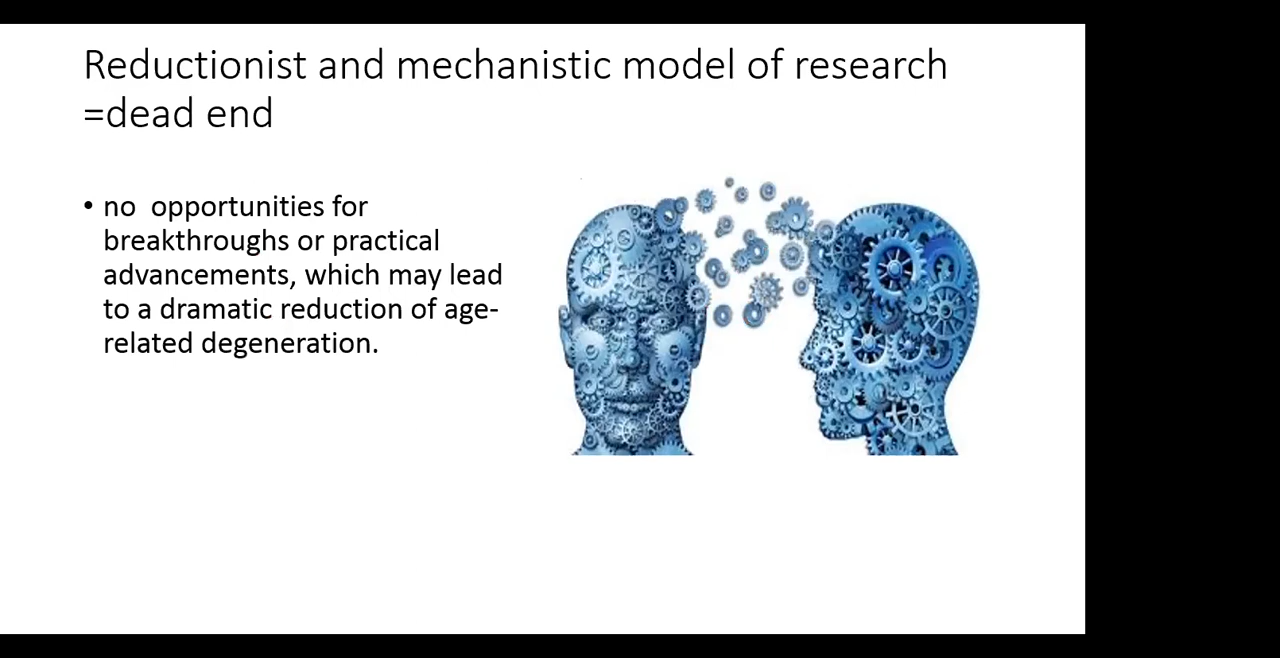 Reductionist and mechanistic model of research
=dead end
• no  opportunities for
breakthroughs or practical
advancements, which may lead
to a dramatic reduction of age-
related degeneration.